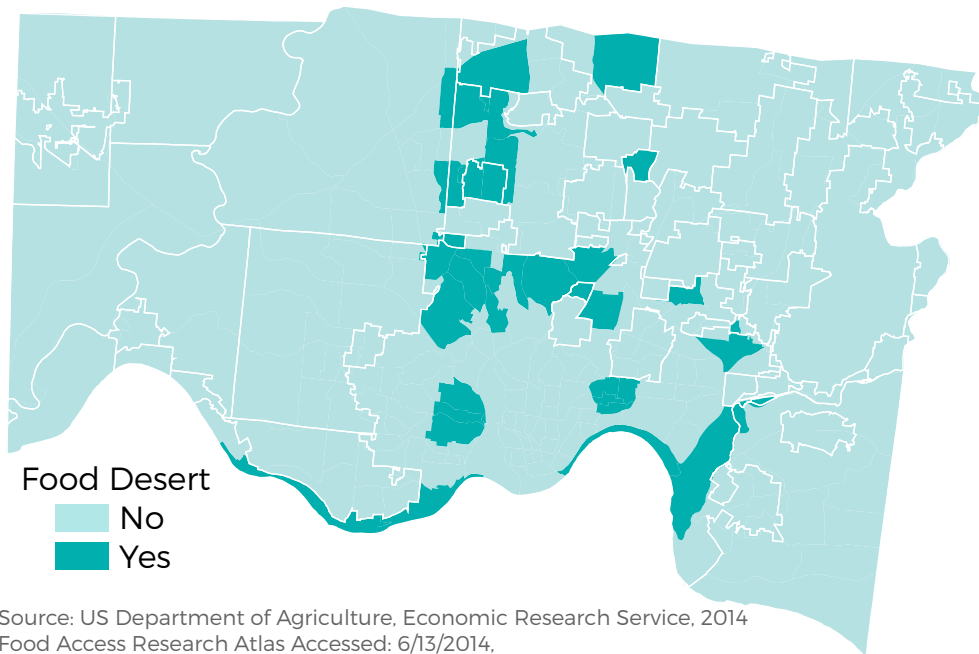 Food Desert
No
Yes
Source: US Department of Agriculture, Economic Research Service, 2014
Food Access Research Atlas Accessed: 6/13/2014,